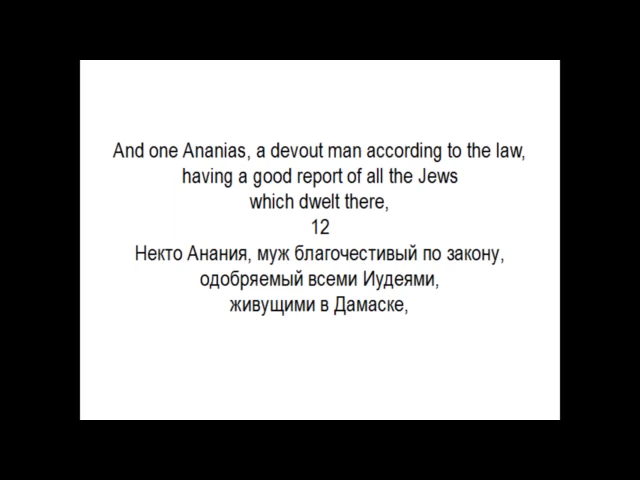 And one Ananias, a devout man according to the law,
having a good report of all the Jews
which dwelt there,
12
Некто Анания, муж благочестивый по закону,
одобряемый всеми Иудеями,
живущими в Дамаске,